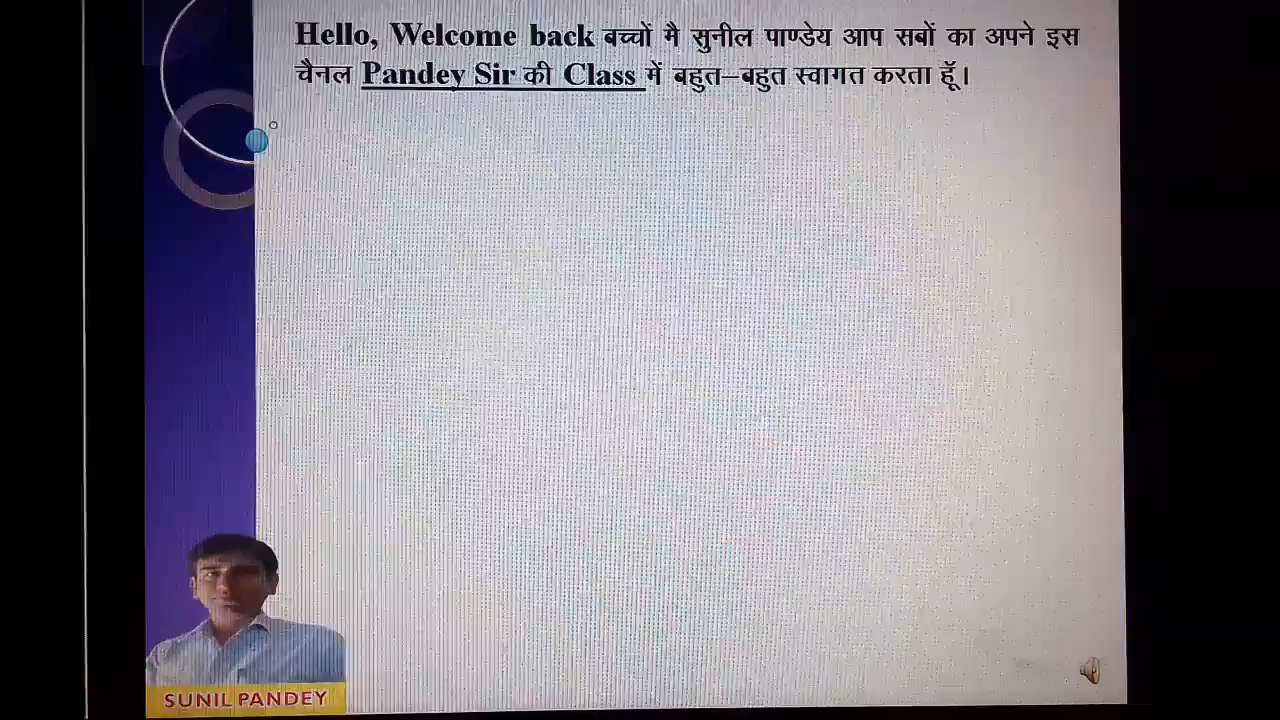 Hello, Welcome back बच्चों मै सुनील पाण्डेय आप सबों का अपने इस
चैनल Pandey Sir की Class में बहुत–बहुत स्वागत करता हॅू।
SUNIL PANDEY